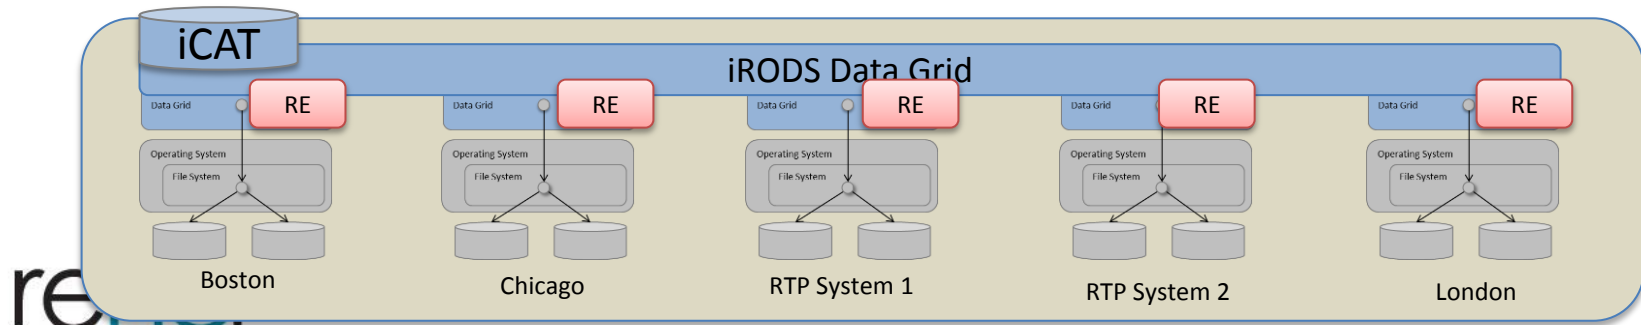 iCAT
iRODS Data Grid
Data Grid
RE
Data Grid
RE
Data Grid
RE
Data Grid
RE
Data Grid
RE
Operating System
File System
Operating System
File System
Operating System
File System
Operating System
File System
Operating System
File System
Boston
Chicago
RTP System 1
RTP System 2
London